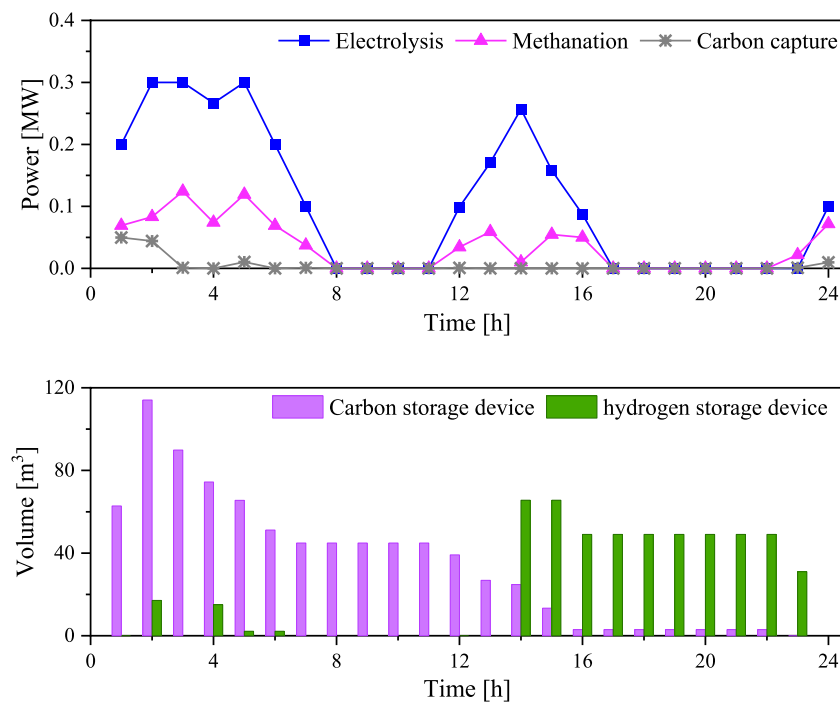 0.4
Electrolysis Methanation Carbon capture
0.3
0.2
0.1
0.0
Power [MW]
0 4 8 12 16 20 24
Time [h]
120
Carbon storage device hydrogen storage device
80
40
0
Volume [m³]
0 4 8 12 16 20 24
Time [h]